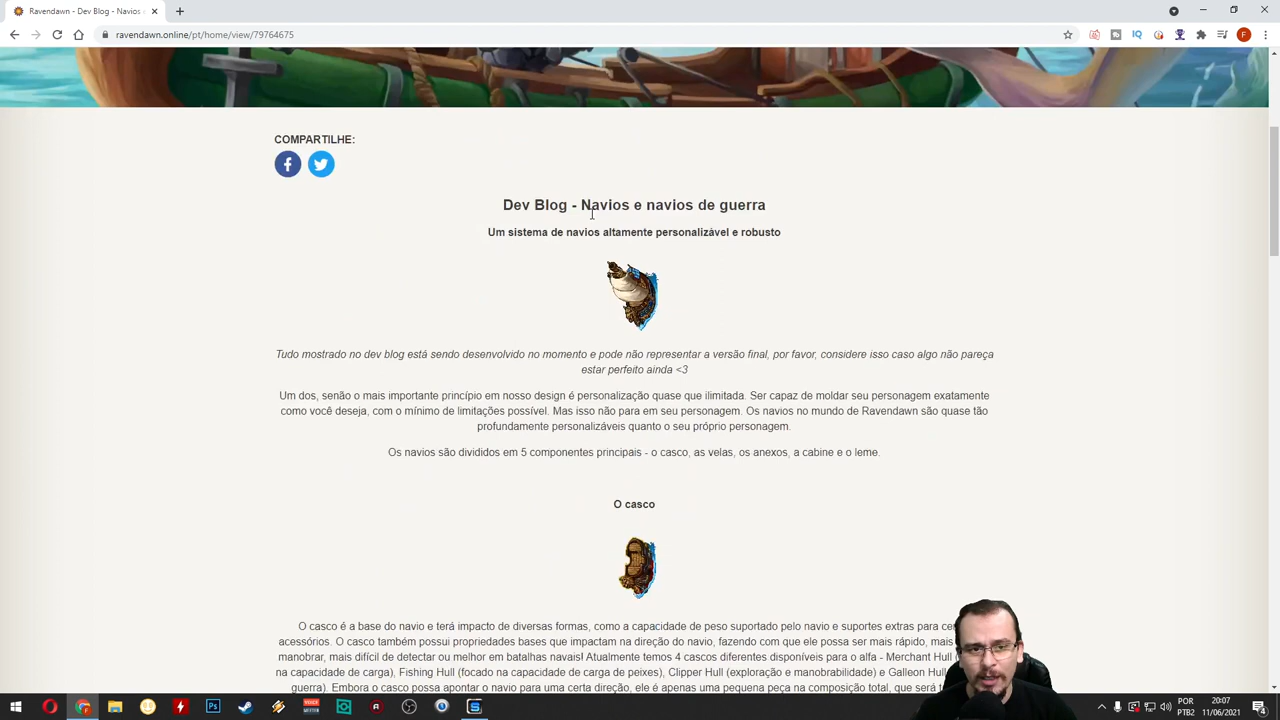 Ravendawn - Dev Blog - Navios e
ravendawn.online/pt/home/view/79764675
COMPARTILHE:
Dev Blog - Navios e navios de guerra
Um sistema de navios altamente personalizável e robusto
Tudo mostrado no dev blog está sendo desenvolvido no momento e pode não representar a versão final, por favor, considere isso caso algo não pareça
estar perfeito ainda <3
Um dos, senão o mais importante princípio em nosso design é personalização quase que ilimitada. Ser capaz de moldar seu personagem exatamente
como você deseja, com o mínimo de limitações possível. Mas isso não para em seu personagem. Os navios no mundo de Ravendawn são quase tão
profundamente personalizáveis quanto o seu próprio personagem.
Os navios são divididos em 5 componentes principais - o casco, as velas, os anexos, a cabine e o leme.
O casco
O casco é a base do navio e terá impacto de diversas formas, como a capacidade de peso suportado pelo navio e suportes extras para
acessórios. O casco também possui propriedades bases que impactam na direção do navio, fazendo com que ele possa ser mais rápido, mais
manobrar, mais difícil de detectar ou melhor em batalhas navais! Atualmente temos 4 cascos diferentes disponíveis para o alfa - Merchant Hull
na capacidade de carga), Fishing Hull (focado na capacidade de carga de peixes), Clipper Hull (exploração e manobrabilidade) e Galleon Hull
guerra). Embora o casco possa apontar o navio para uma certa direção, ele é apenas uma pequena peça na composição total, que será
POR
PTB2
20:07
11/06/2021